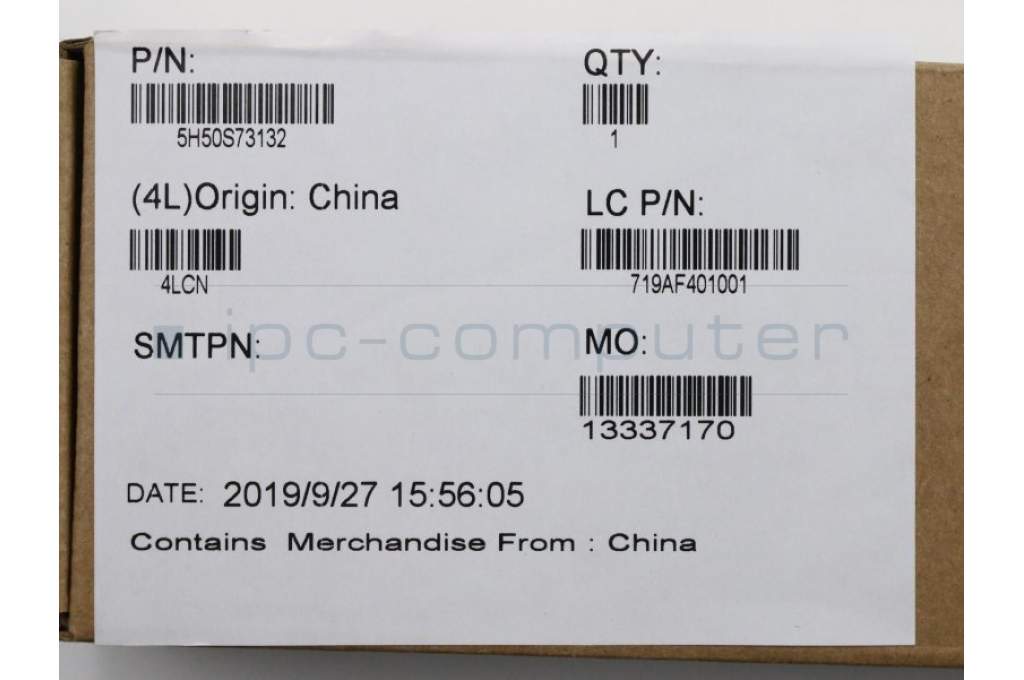 P/N:
QTY:
5H50S73132
1
(4L)Origin: China
LC P/N:
4LCN
719AF401001
ipc-computer
SMTPN:
MO:
13337170
DATE: 2019/9/27 15:56:05
Contains Merchandise From : China